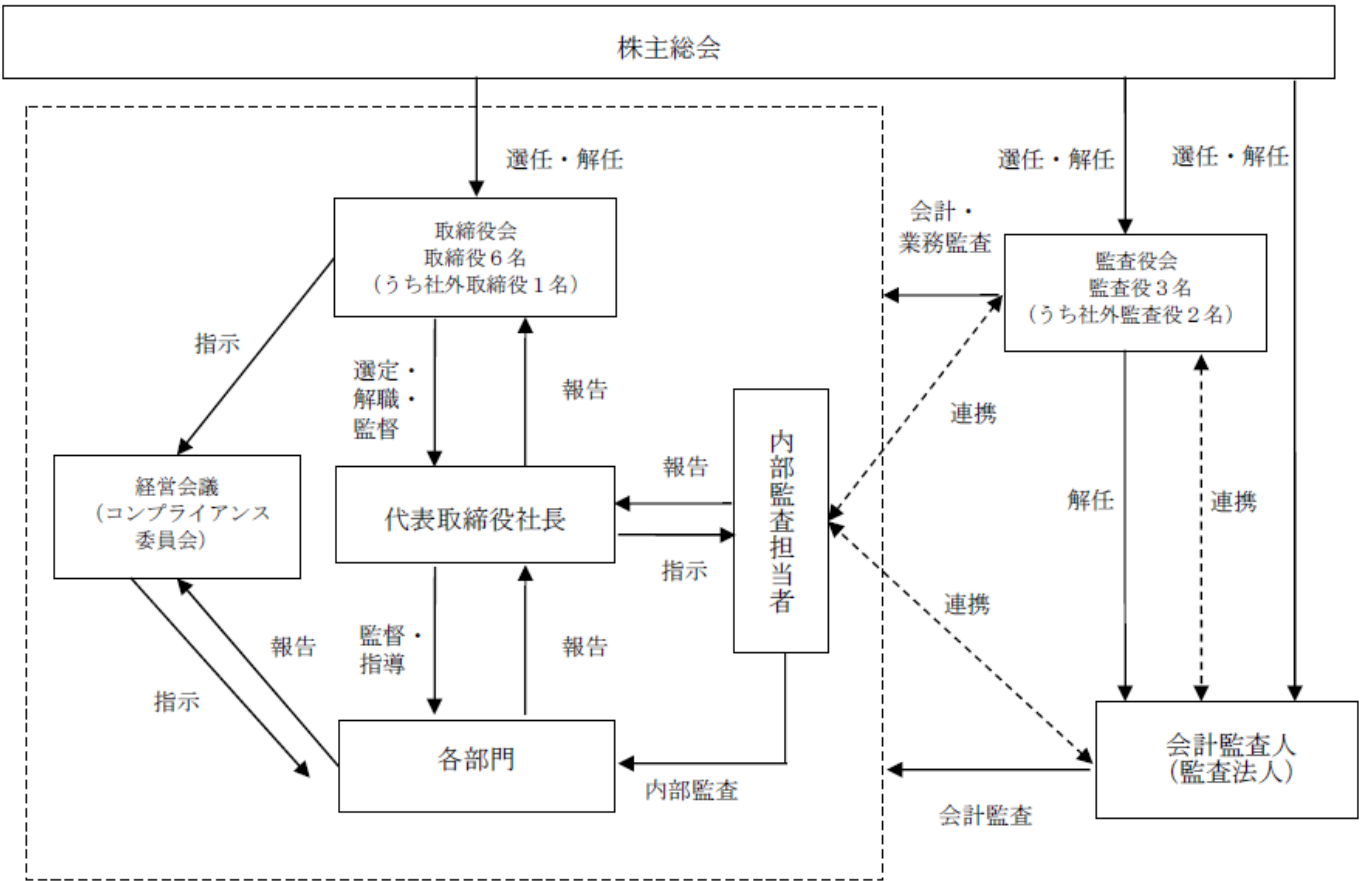 株主総会
選任・解任
選任・解任
選任・解任
取締役会
取締役６名
（うち社外取締役１名）
会計・
業務監査
監査役会
監査役３名
（うち社外監査役２名）
指示
選定・
解職・
監督
報告
連携
経営会議
（コンプライアンス
委員会）
代表取締役社長
報告
指示
内部監査担当者
解任
連携
連携
報告
指示
監督・
指導
報告
各部門
内部監査
会計監査人
（監査法人）
会計監査